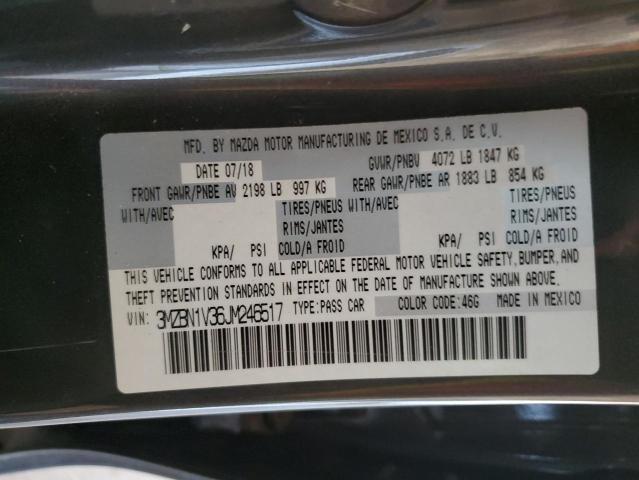 MFD. BY MAZDA MOTOR MANUFACTURING DE MEXICO S.A. DE C.V.
DATE 07/18 GVWR/PNBV 4072 LB 1847 KG
FRONT GAWR/PNBE AV 2198 LB 997 KG REAR GAWR/PNBE AR 1883 LB 854 KG
WITH/AVEC TIRES/PNEUS WITH/AVEC TIRES/PNEUS
RIMS/JANTES RIMS/JANTES
KPA/ PSI COLD/A FROID KPA/ PSI COLD/A FROID
THIS VEHICLE CONFORMS TO ALL APPLICABLE FEDERAL MOTOR VEHICLE SAFETY, BUMPER, AND
THEFT PREVENTION STANDARDS IN EFFECT ON THE DATE OF MANUFACTURE SHOWN ABOVE.
VIN: 3MZBN1V36JM246517 TYPE:PASS CAR COLOR CODE:46G MADE IN MEXICO